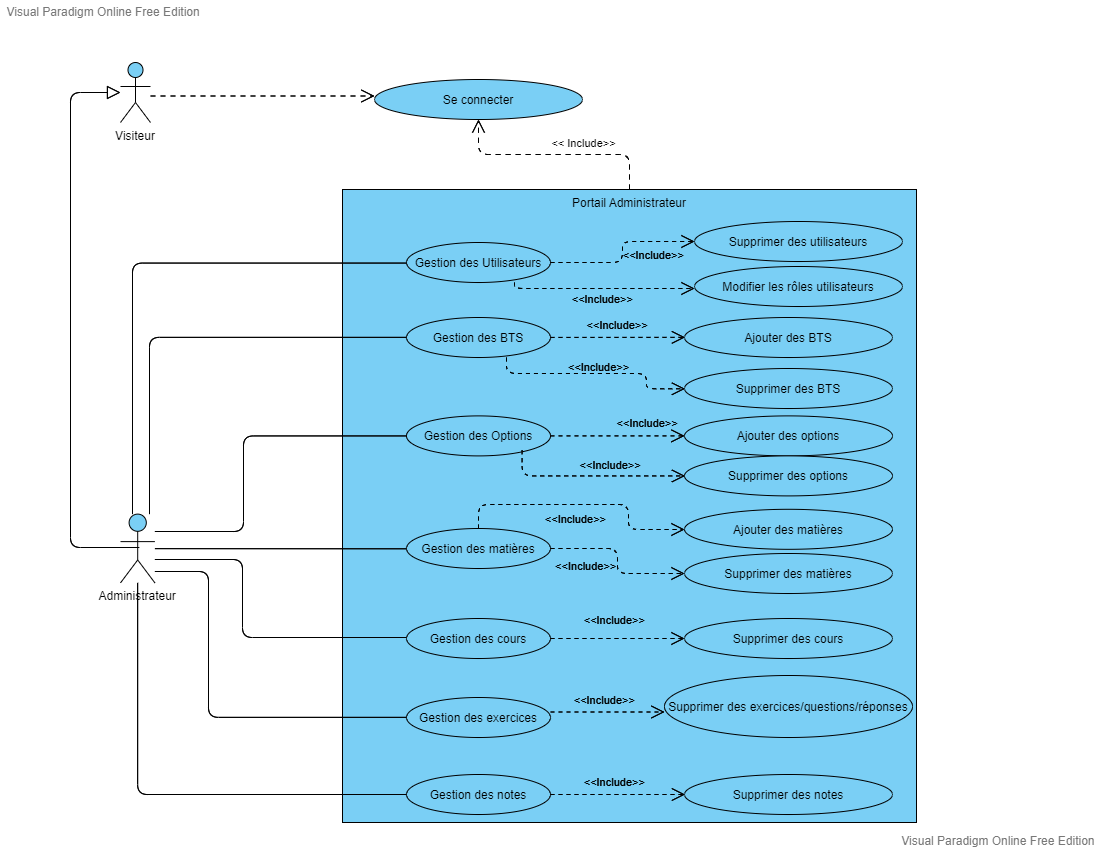 Visual Paradigm Online Free Edition
Visiteur
Se connecter
<< Include>>
Portail Administrateur
Gestion des Utilisateurs
<<Include>>
Supprimer des utilisateurs
<<Include>>
Modifier les rôles utilisateurs
Gestion des BTS
<<Include>>
Ajouter des BTS
<<Include>>
Supprimer des BTS
Gestion des Options
<<Include>>
Ajouter des options
<<Include>>
Supprimer des options
Administrateur
Gestion des matières
<<Include>>
Ajouter des matières
<<Include>>
Supprimer des matières
Gestion des cours
<<Include>>
Supprimer des cours
Gestion des exercices
<<Include>>
Supprimer des exercices/questions/réponses
Gestion des notes
<<Include>>
Supprimer des notes
Visual Paradigm Online Free Edition